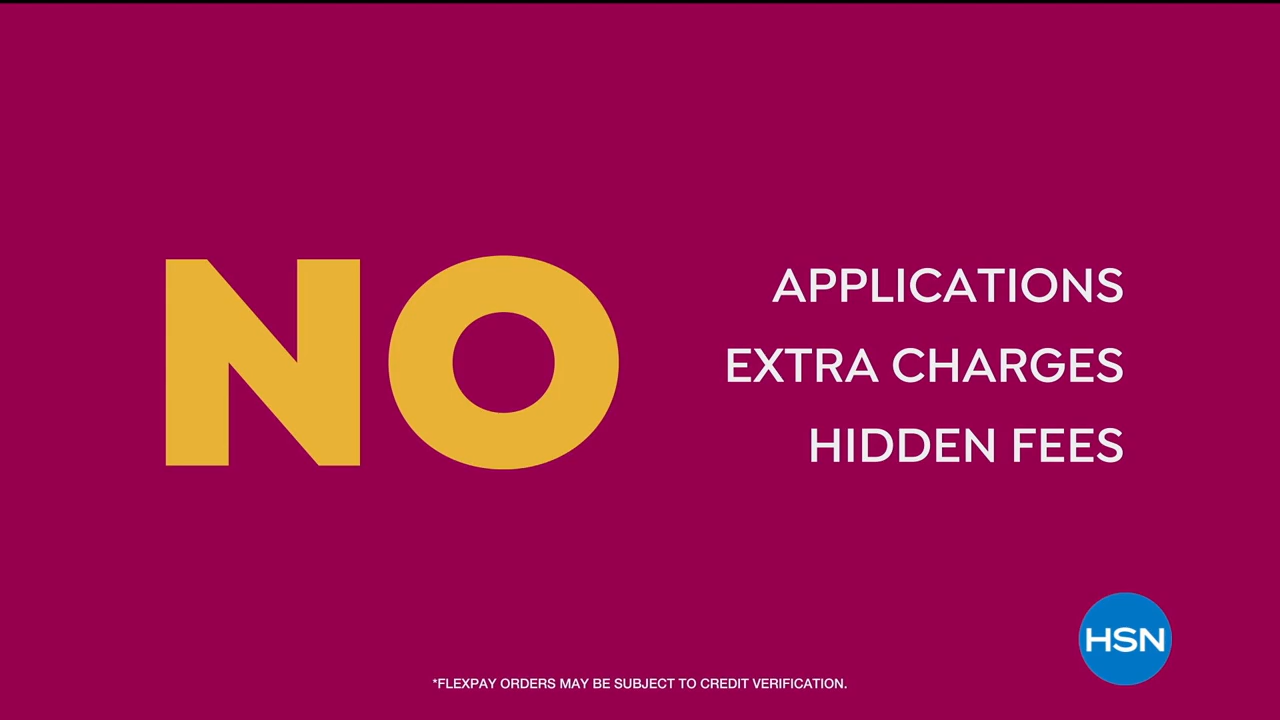 NO
APPLICATIONS
EXTRA CHARGES
HIDDEN FEES
HSN
*FLEXPAY ORDERS MAY BE SUBJECT TO CREDIT VERIFICATION.